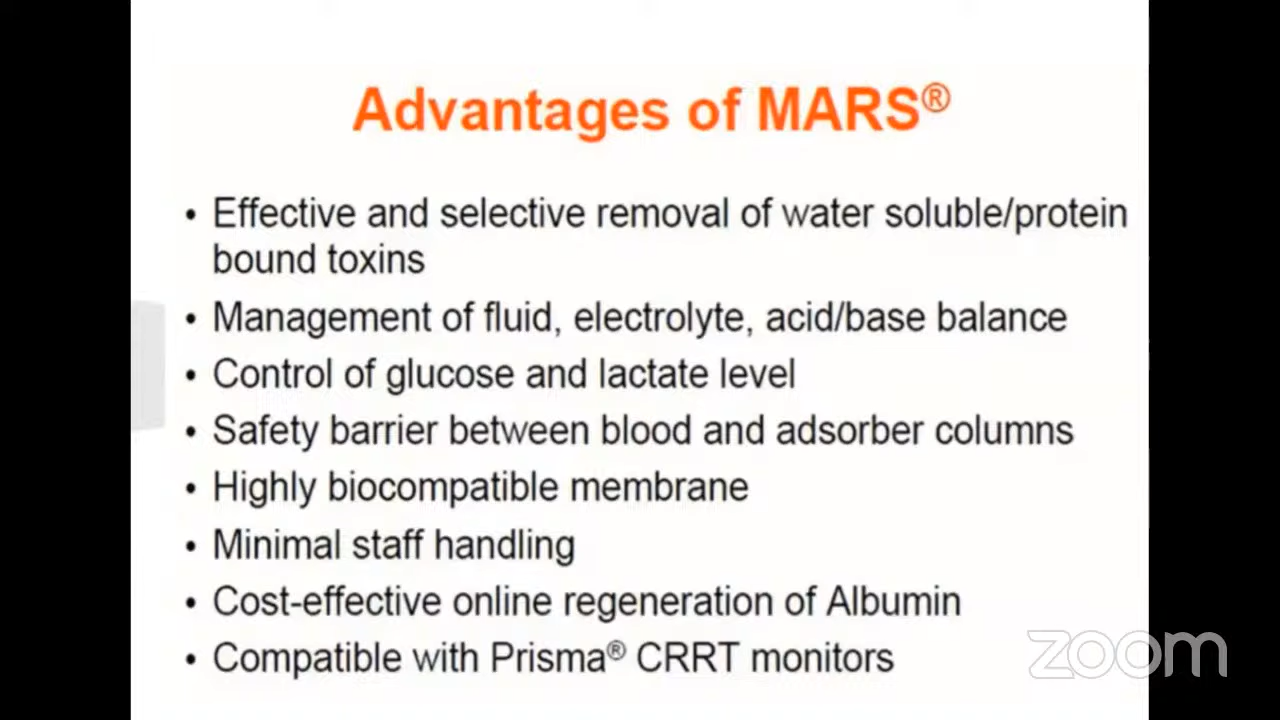 Advantages of MARS®
• Effective and selective removal of water soluble/protein
bound toxins
• Management of fluid, electrolyte, acid/base balance
• Control of glucose and lactate level
• Safety barrier between blood and adsorber columns
• Highly biocompatible membrane
• Minimal staff handling
• Cost-effective online regeneration of Albumin
• Compatible with Prisma® CRRT monitors
zoom